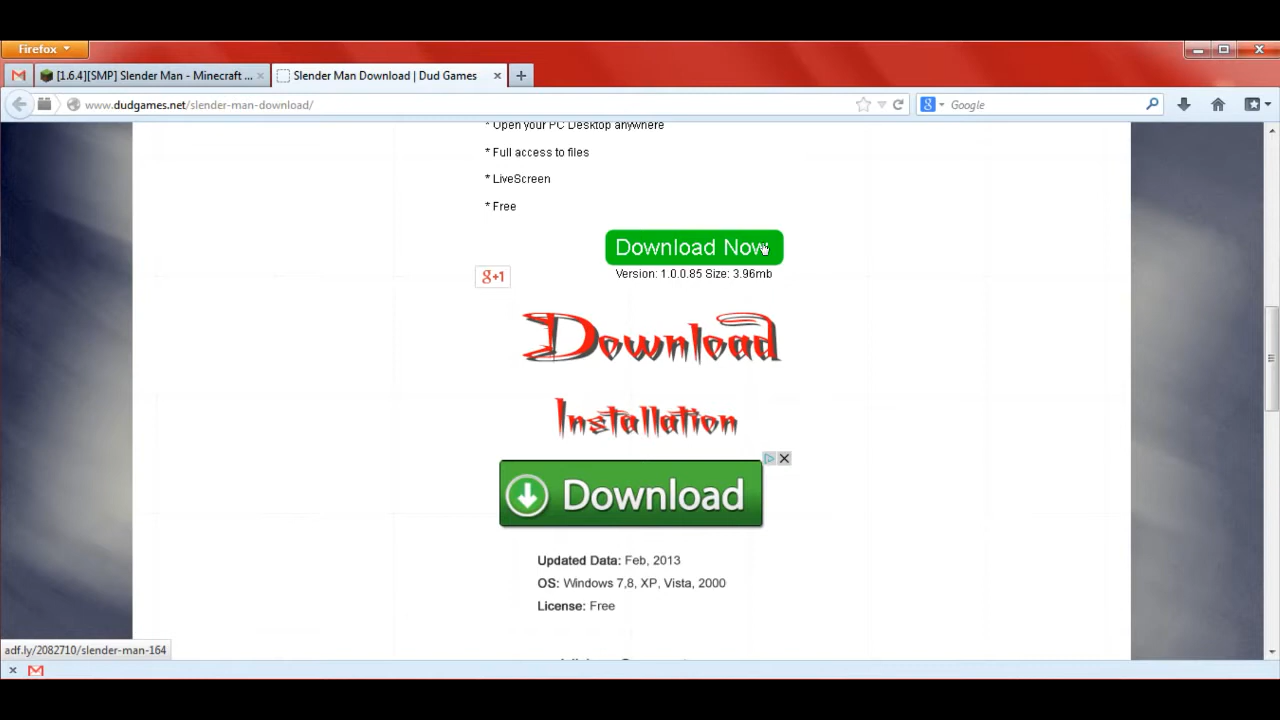 Firefox
[1.6.4][SMP] Slender Man - Minecraft ...
Slender Man Download | Dud Games
www.dudgames.net/slender-man-download/
Google
* Open your PC Desktop anywhere
* Full access to files
* LiveScreen
* Free
Download Now
Version: 1.0.0.85 Size: 3.96mb
g+1
Download
Installation
Download
Updated Data: Feb, 2013
OS: Windows 7,8, XP, Vista, 2000
License: Free
adf.ly/2082710/slender-man-164